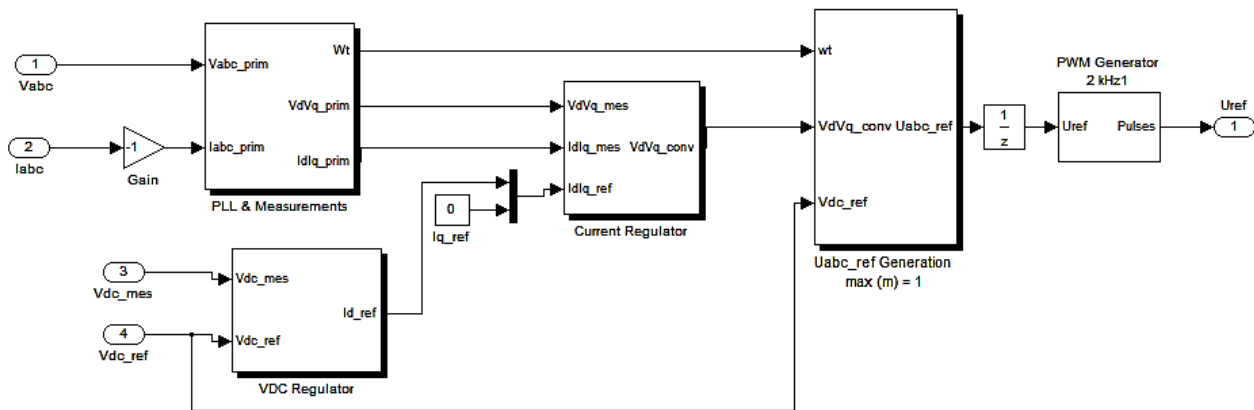 1
Vabc
2
Iabc
-1
Gain
Vabc_prim
Iabc_prim
Wt
VdVq_prim
IdIq_prim
PLL & Measurements
3
Vdc_mes
4
Vdc_ref
Vdc_mes
Vdc_ref
Id_ref
VDC Regulator
0
Iq_ref
VdVq_mes
IdIq_mes
IdIq_ref
VdVq_conv
Current Regulator
wt
VdVq_conv Uabc_ref
Vdc_ref
Uabc_ref Generation
max (m) = 1
1
z
PWM Generator
2 kHz1
Uref Pulses
Uref
1